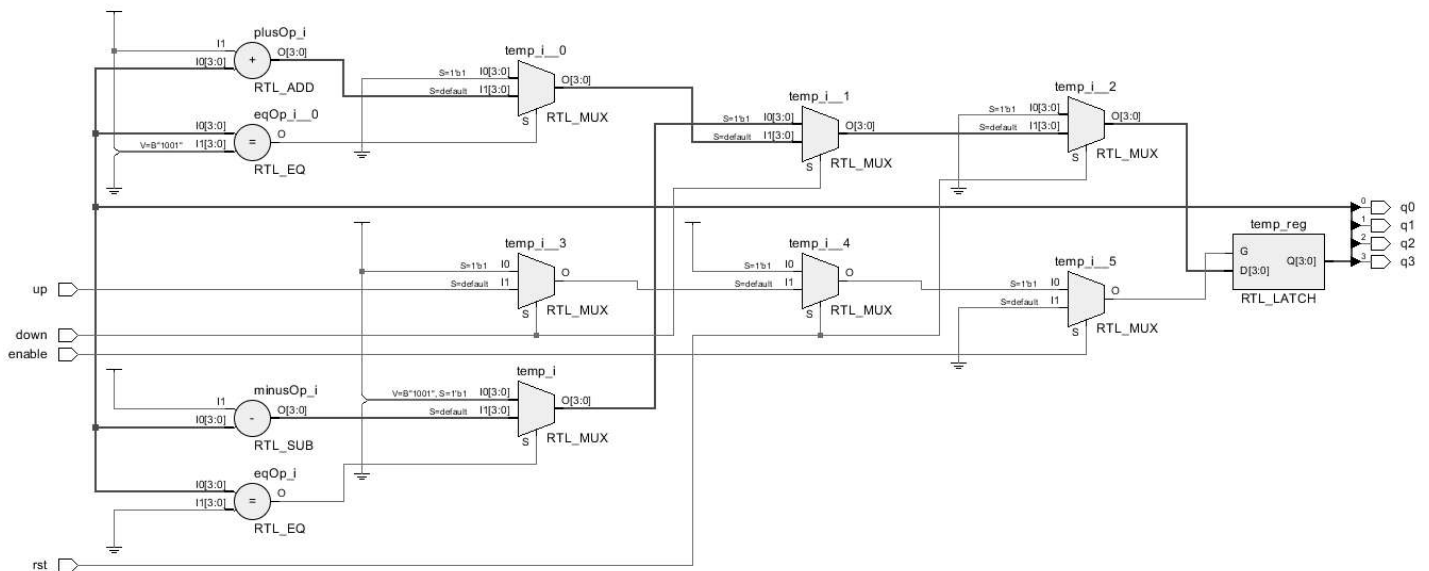 plusOp_i
I1
I0[3:0]
+
O[3:0]
RTL_ADD
eqOp_i__0
I0[3:0]
V=B"1001" I1[3:0]
=
O
RTL_EQ
temp_i__0
S=1'b1 I0[3:0]
S=default I1[3:0]
O[3:0]
S
RTL_MUX
temp_i__1
S=1'b1 I0[3:0]
S=default I1[3:0]
O[3:0]
S
RTL_MUX
temp_i__2
S=1'b1 I0[3:0]
S=default I1[3:0]
O[3:0]
S
RTL_MUX
0 q0
1 q1
2 q2
3 q3
temp_reg
G
D[3:0]
Q[3:0]
RTL_LATCH
temp_i__3
S=1'b1 I0
S=default I1
O
S
RTL_MUX
temp_i__4
S=1'b1 I0
S=default I1
O
S
RTL_MUX
temp_i__5
S=1'b1 I0
S=default I1
O
S
RTL_MUX
up
down
enable
minusOp_i
I1
I0[3:0]
-
O[3:0]
RTL_SUB
temp_i
V=B"1001", S=1'b1 I0[3:0]
S=default I1[3:0]
O[3:0]
S
RTL_MUX
eqOp_i
I0[3:0]
I1[3:0]
=
O
RTL_EQ
rst